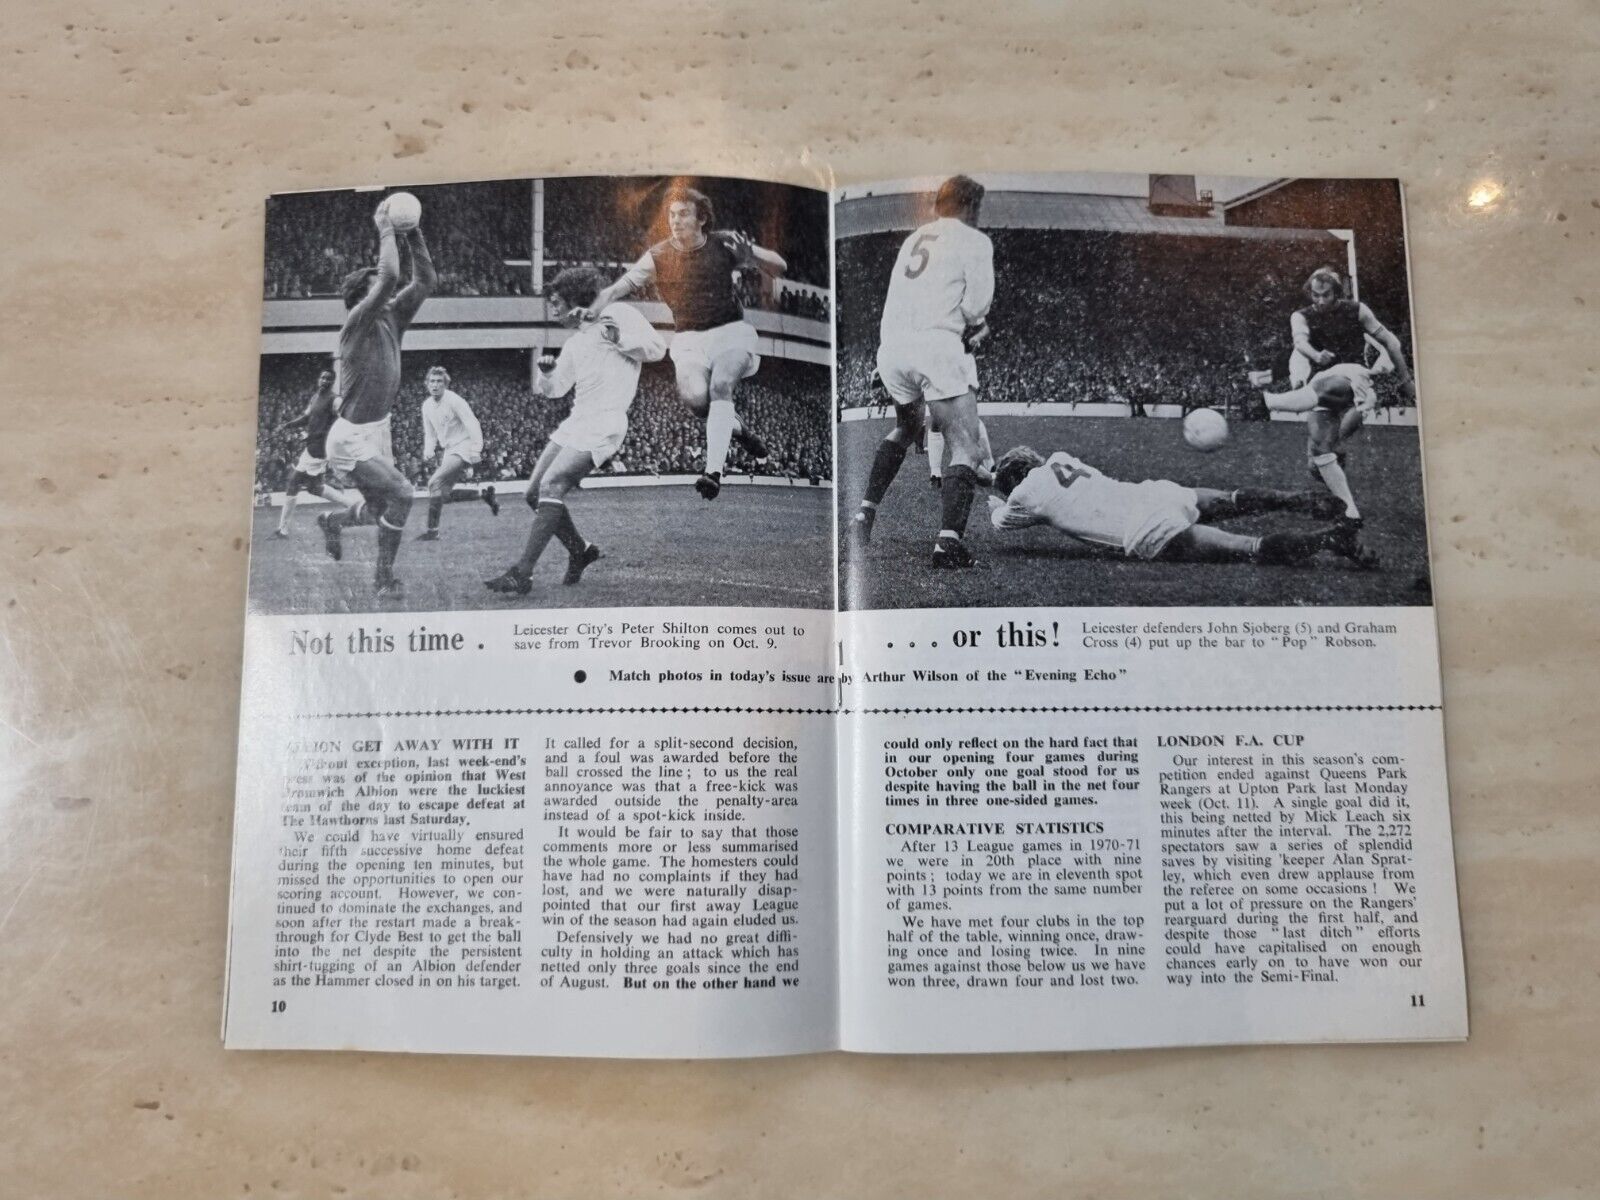 5
4
Not this time .
Leicester City's Peter Shilton comes out to
save from Trevor Brooking on Oct. 9.
. . . or this!
Leicester defenders John Sjoberg (5) and Graham
Cross (4) put up the bar to "Pop" Robson.
● Match photos in today's issue are by Arthur Wilson of the "Evening Echo"
GET AWAY WITH IT
exception, last week-end's
was of the opinion that West
Albion were the luckiest
of the day to escape defeat at
The Hawthorns last Saturday.
We could have virtually ensured
their fifth successive home defeat
during the opening ten minutes, but
missed the opportunities to open our
scoring account. However, we con-
tinued to dominate the exchanges, and
soon after the restart made a break-
through for Clyde Best to get the ball
into the net despite the persistent
shirt-tugging of an Albion defender
as the Hammer closed in on his target.
10
It called for a split-second decision,
and a foul was awarded before the
ball crossed the line ; to us the real
annoyance was that a free-kick was
awarded outside the penalty-area
instead of a spot-kick inside.
It would be fair to say that those
comments more or less summarised
the whole game. The homesters could
have had no complaints if they had
lost, and we were naturally disap-
pointed that our first away League
win of the season had again eluded us.
Defensively we had no great diffi-
culty in holding an attack which has
netted only three goals since the end
of August. But on the other hand we
could only reflect on the hard fact that
in our opening four games during
October only one goal stood for us
despite having the ball in the net four
times in three one-sided games.
COMPARATIVE STATISTICS
After 13 League games in 1970-71
we were in 20th place with nine
points ; today we are in eleventh spot
with 13 points from the same number
of games.
We have met four clubs in the top
half of the table, winning once, draw-
ing once and losing twice. In nine
games against those below us we have
won three, drawn four and lost two.
LONDON F.A. CUP
Our interest in this season's com-
petition ended against Queens Park
Rangers at Upton Park last Monday
week (Oct. 11). A single goal did it,
this being netted by Mick Leach six
minutes after the interval. The 2,272
spectators saw a series of splendid
saves by visiting 'keeper Alan Sprat-
ley, which even drew applause from
the referee on some occasions ! We
put a lot of pressure on the Rangers'
rearguard during the first half, and
despite those "last ditch" efforts
could have capitalised on enough
chances early on to have won our
way into the Semi-Final.
11